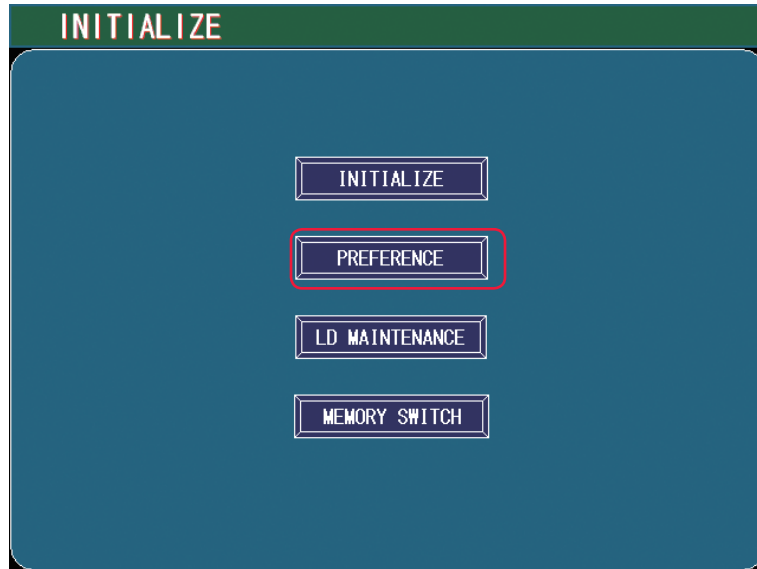 INITIALIZE
INITIALIZE
PREFERENCE
LD MAINTENANCE
MEMORY SWITCH